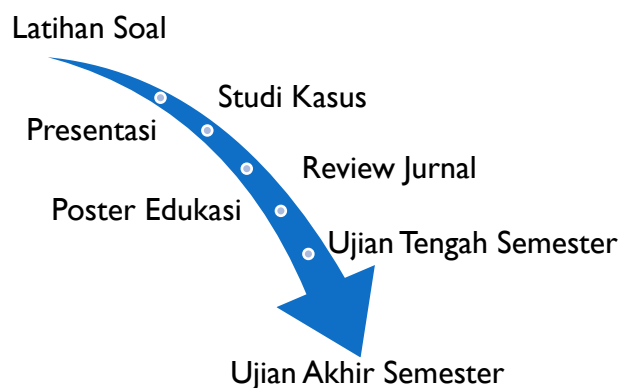 Latihan Soal
Studi Kasus
Presentasi
Review Jurnal
Poster Edukasi
Ujian Tengah Semester
Ujian Akhir Semester